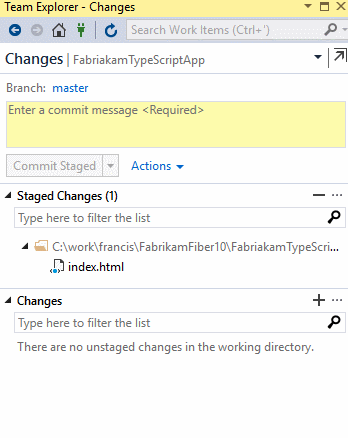 Team Explorer - Changes
Search Work Items (Ctrl+')
Changes | FabriakamTypeScriptApp
Branch: master
Enter a commit message <Required>
Commit Staged Actions
Staged Changes (1)
Type here to filter the list
C:\work\francis\FabrikamFiber10\FabriakamTypeScri...
index.html
Changes
Type here to filter the list
There are no unstaged changes in the working directory.